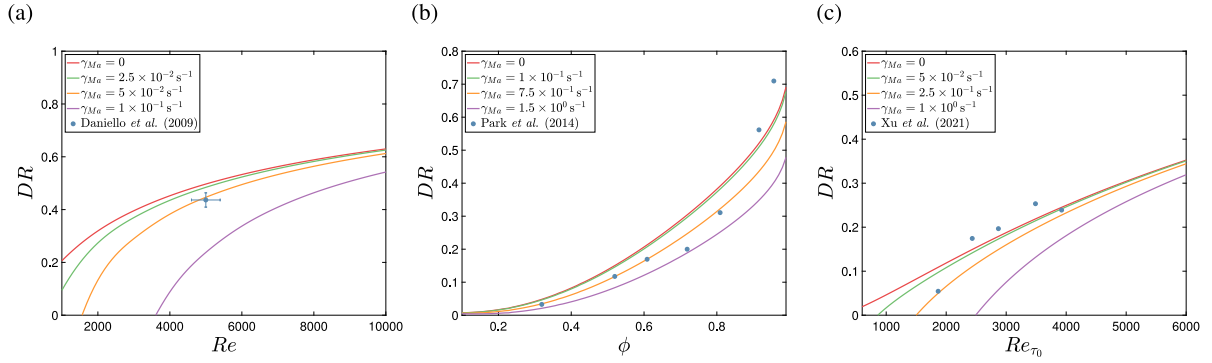 (a)
1
0.8
0.6
0.4
0.2
0
DR
2000 4000 6000 8000 10000
Re
γMa = 0
γMa = 2.5 × 10⁻² s⁻¹
γMa = 5 × 10⁻² s⁻¹
γMa = 1 × 10⁻¹ s⁻¹
Daniello et al. (2009)
(b)
0.8
0.7
0.6
0.5
0.4
0.3
0.2
0.1
0
DR
0.2 0.4 0.6 0.8
ϕ
γMa = 0
γMa = 1 × 10⁻¹ s⁻¹
γMa = 7.5 × 10⁻¹ s⁻¹
γMa = 1.5 × 10⁰ s⁻¹
Park et al. (2014)
(c)
0.6
0.5
0.4
0.3
0.2
0.1
0
DR
1000 2000 3000 4000 5000 6000
Reτ₀
γMa = 0
γMa = 5 × 10⁻² s⁻¹
γMa = 2.5 × 10⁻¹ s⁻¹
γMa = 1 × 10⁰ s⁻¹
Xu et al. (2021)